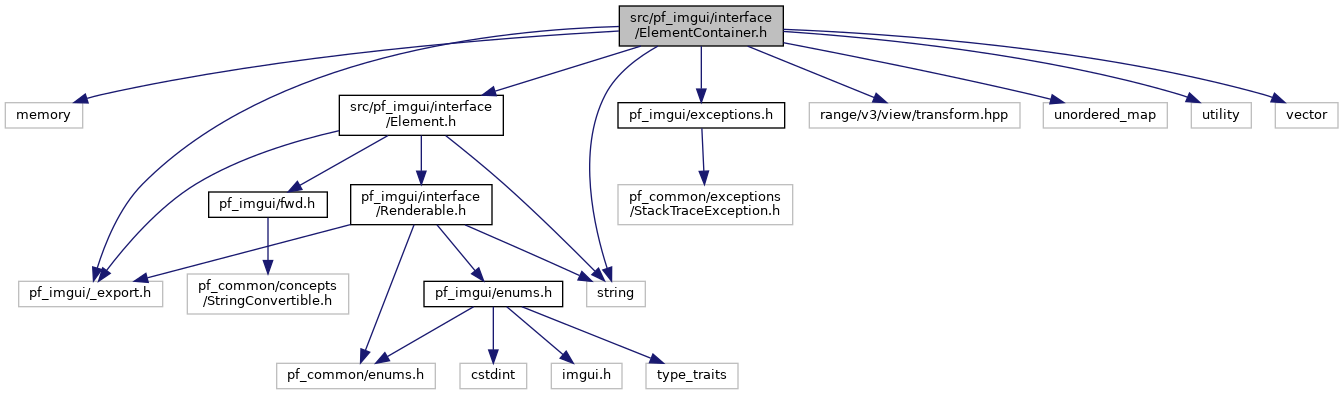 src/pf_imgui/interface
/ElementContainer.h
memory
src/pf_imgui/interface
/Element.h
pf_imgui/exceptions.h
range/v3/view/transform.hpp
unordered_map
utility
vector
pf_imgui/fwd.h
pf_imgui/interface
/Renderable.h
pf_common/exceptions
/StackTraceException.h
pf_imgui/_export.h
pf_common/concepts
/StringConvertible.h
pf_imgui/enums.h
string
pf_common/enums.h
cstdint
imgui.h
type_traits